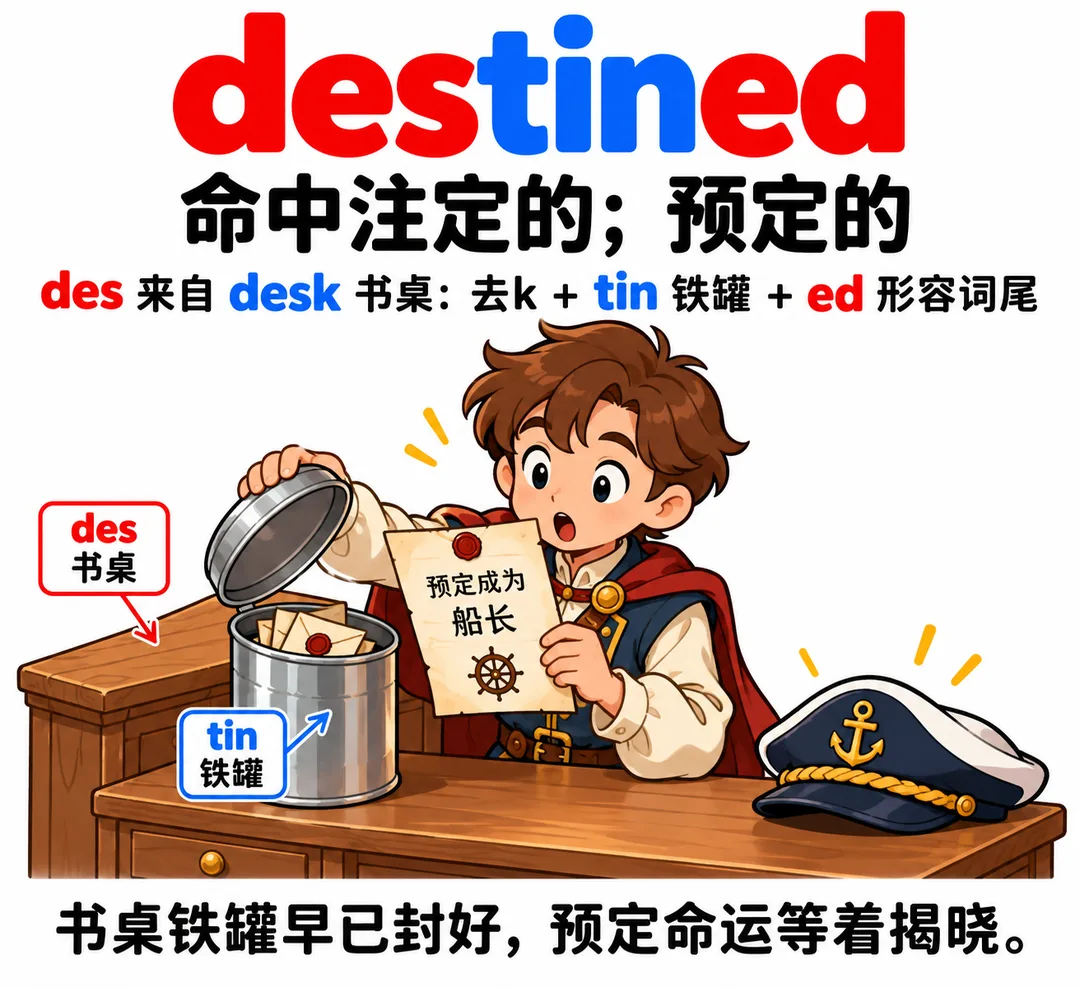 destined
命中注定的；预定的
des 来自 desk 书桌：去k + tin 铁罐 + ed 形容词尾
des
书桌
预定成为
船长
tin
铁罐
书桌铁罐早已封好，预定命运等着揭晓。